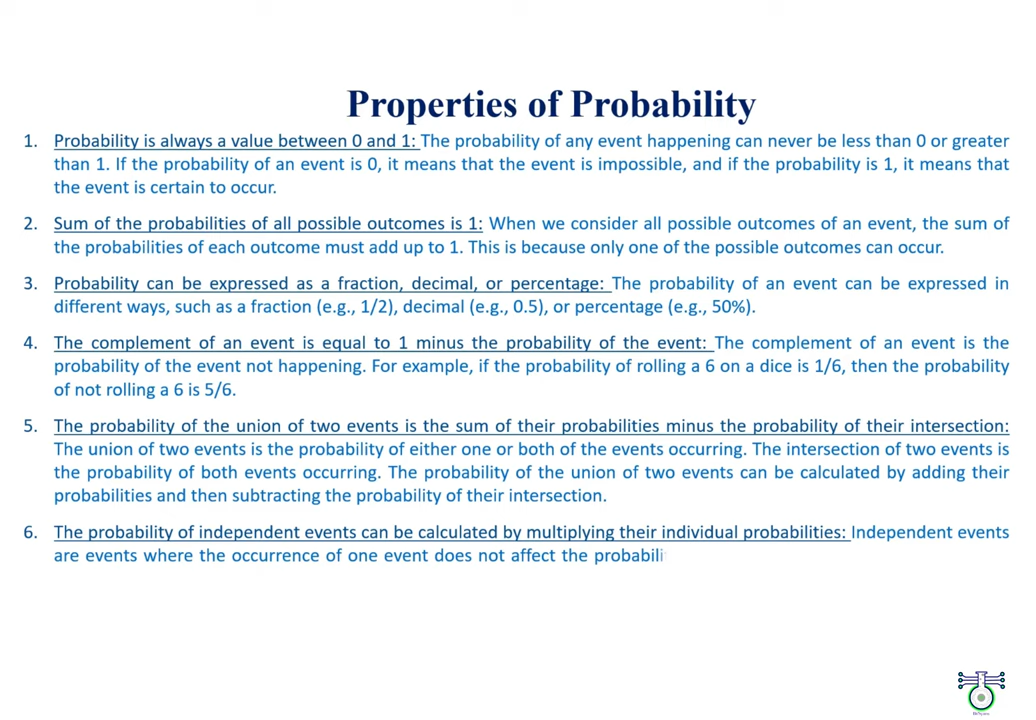 Properties of Probability
1. Probability is always a value between 0 and 1: The probability of any event happening can never be less than 0 or greater
than 1. If the probability of an event is 0, it means that the event is impossible, and if the probability is 1, it means that
the event is certain to occur.
2. Sum of the probabilities of all possible outcomes is 1: When we consider all possible outcomes of an event, the sum of
the probabilities of each outcome must add up to 1. This is because only one of the possible outcomes can occur.
3. Probability can be expressed as a fraction, decimal, or percentage: The probability of an event can be expressed in
different ways, such as a fraction (e.g., 1/2), decimal (e.g., 0.5), or percentage (e.g., 50%).
4. The complement of an event is equal to 1 minus the probability of the event: The complement of an event is the
probability of the event not happening. For example, if the probability of rolling a 6 on a dice is 1/6, then the probability
of not rolling a 6 is 5/6.
5. The probability of the union of two events is the sum of their probabilities minus the probability of their intersection:
The union of two events is the probability of either one or both of the events occurring. The intersection of two events is
the probability of both events occurring. The probability of the union of two events can be calculated by adding their
probabilities and then subtracting the probability of their intersection.
6. The probability of independent events can be calculated by multiplying their individual probabilities: Independent events
are events where the occurrence of one event does not affect the probabili